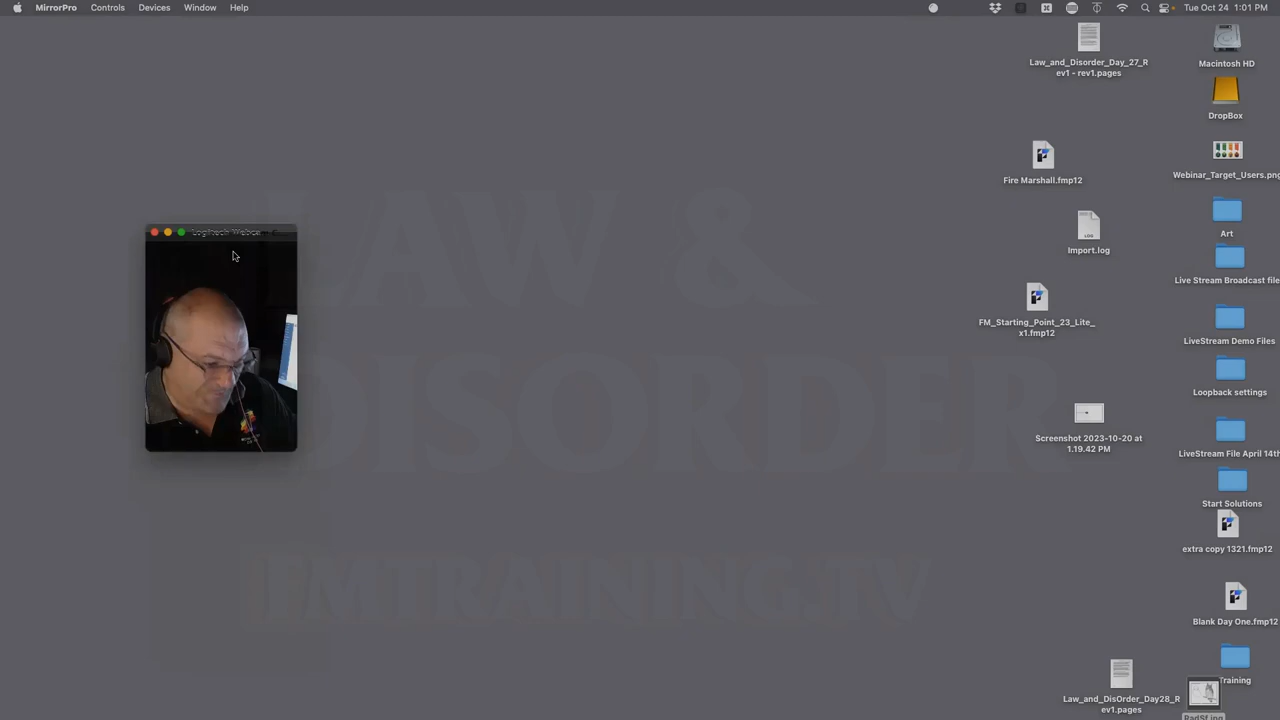 MirrorPro Controls Devices Window Help
Tue Oct 24 1:01 PM
Law_and_Disorder_Day_27_R
ev1 - rev1.pages
Macintosh HD
DropBox
Fire Marshall.fmp12
Webinar_Target_Users.png
LAW &
Logitech Webca
Art
Import.log
Live Stream Broadcast file
FM_Starting_Point_23_Lite_
x1.fmp12
LiveStream Demo Files
DISORDER
Loopback settings
Screenshot 2023-10-20 at
1.19.42 PM
LiveStream File April 14th
Start Solutions
extra copy 1321.fmp12
FMTRAINING.TV
Blank Day One.fmp12
Training
Law_and_DisOrder_Day28_R
ev1.pages